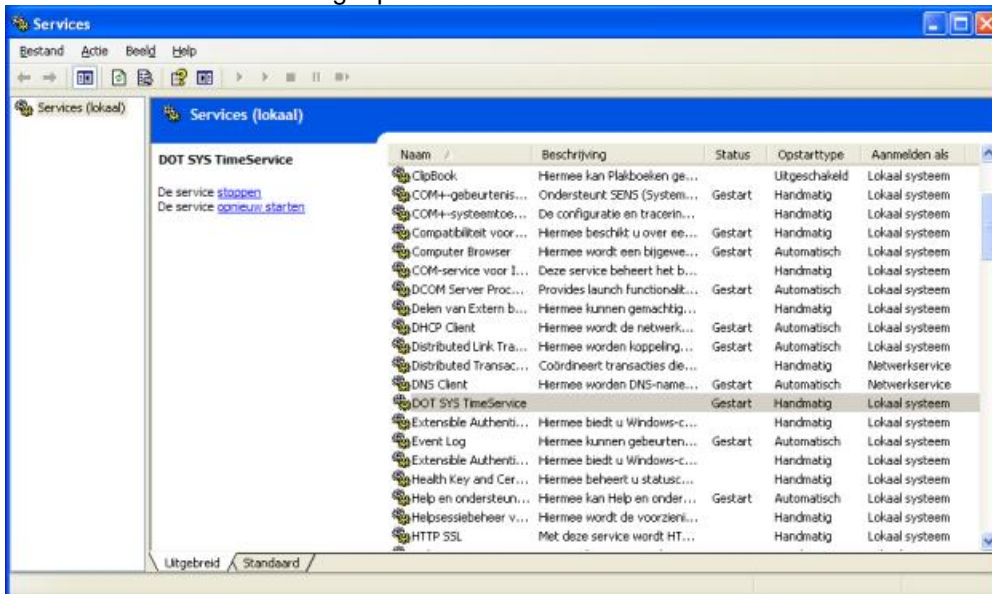 Services
Bestand Actie Beeld Help
Services (lokaal)
Services (lokaal)
DOT SYS TimeService
De service stoppen
De service opnieuw starten
Naam Beschrijving Status Opstarttype Aanmelden als
ClipBook Hiermee kan Plakboeken ge... Uitgeschakeld Lokaal systeem
COM+-gebeurtenis... Ondersteunt SENS (System... Gestart Handmatig Lokaal systeem
COM+-systeemtoe... De configuratie en tracerin... Handmatig Lokaal systeem
Compatibiliteit voor... Hiermee beschikt u over ee... Gestart Handmatig Lokaal systeem
Computer Browser Hiermee wordt een bijgewe... Gestart Automatisch Lokaal systeem
COM-service voor I... Deze service beheert het b... Handmatig Lokaal systeem
DCOM Server Proc... Provides launch functionalit... Gestart Automatisch Lokaal systeem
Delen van Extern b... Hiermee kunnen gemachtig... Handmatig Lokaal systeem
DHCP Client Hiermee wordt de netwerk... Gestart Automatisch Lokaal systeem
Distributed Link Tra... Hiermee worden koppeling... Gestart Automatisch Lokaal systeem
Distributed Transac... Coördineert transacties die... Handmatig Netwerkservice
DNS Client Hiermee worden DNS-name... Gestart Automatisch Netwerkservice
DOT SYS TimeService Gestart Handmatig Lokaal systeem
Extensible Authenti... Hiermee biedt u Windows-c... Handmatig Lokaal systeem
Event Log Hiermee kunnen gebeurten... Gestart Automatisch Lokaal systeem
Extensible Authenti... Hiermee biedt u Windows-c... Handmatig Lokaal systeem
Health Key and Cer... Hiermee beheert u statusc... Handmatig Lokaal systeem
Help en ondersteun... Hiermee kan Help en onder... Gestart Automatisch Lokaal systeem
Helpsessiebeheer v... Hiermee wordt de voorzieni... Handmatig Lokaal systeem
HTTP SSL Met deze service wordt HT... Handmatig Lokaal systeem
Uitgebreid Standaard